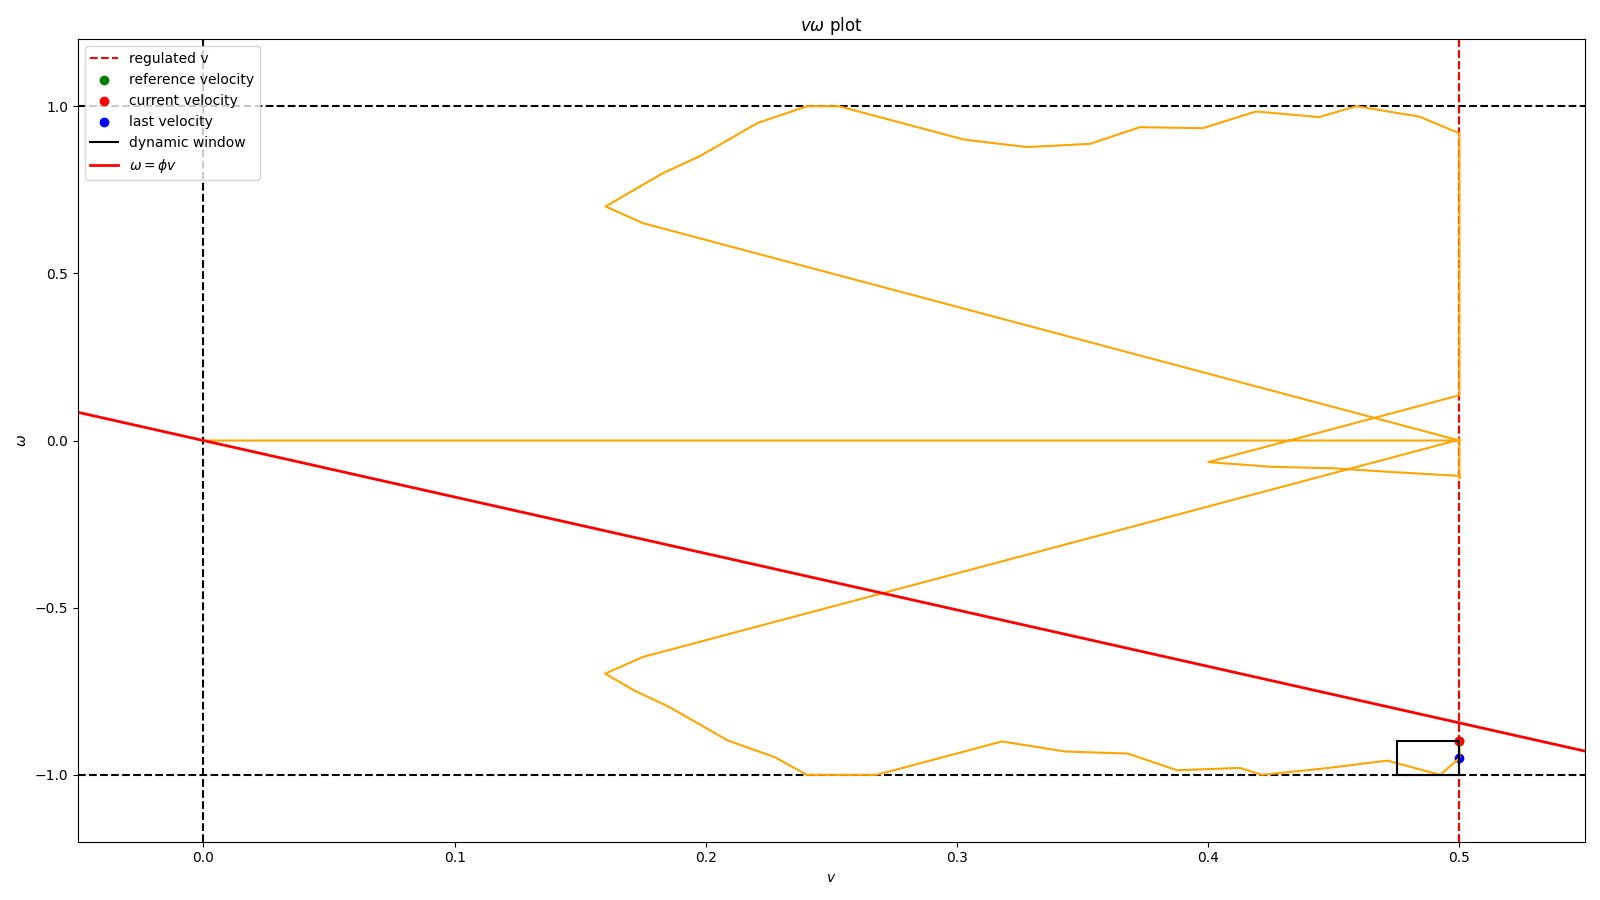 vω plot
regulated v
reference velocity
current velocity
last velocity
dynamic window
ω = ϕv
1.0
0.5
0.0
−0.5
−1.0
ω
0.0 0.1 0.2 0.3 0.4 0.5
v